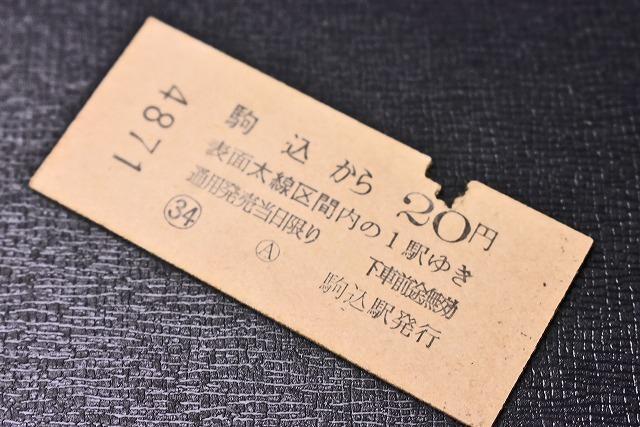 4871
駒込から20円
表面太線区間内の1駅ゆき
通用発売当日限り 下車前途無効
㉞ Ⓐ 駒込駅発行